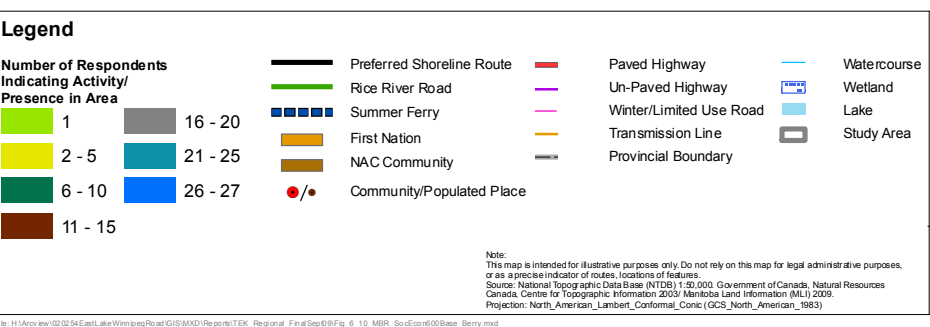 Legend
Number of Respondents
Indicating Activity/
Presence in Area
1
2 - 5
6 - 10
11 - 15
16 - 20
21 - 25
26 - 27
Preferred Shoreline Route
Rice River Road
Summer Ferry
First Nation
NAC Community
Community/Populated Place
Paved Highway
Un-Paved Highway
Winter/Limited Use Road
Transmission Line
Provincial Boundary
Watercourse
Wetland
Lake
Study Area
Note:
This map is intended for illustrative purposes only. Do not rely on this map for legal administrative purposes,
or as a precise indicator of routes, locations of features.
Source: National Topographic Data Base (NTDB) 1:50,000. Government of Canada, Natural Resources
Canada, Centre for Topographic Information 2003/ Manitoba Land Information (MLI) 2009.
Projection: North_American_Lambert_Conformal_Conic (GCS_North_American_1983)
le: H:\Arcview\020254EastLakeWinnipegRoad\GIS\MXD\Reports\TEK_Regional_FinalSept09\Fig_6_10_MBR_SocEcon600Base_Berry.mxd